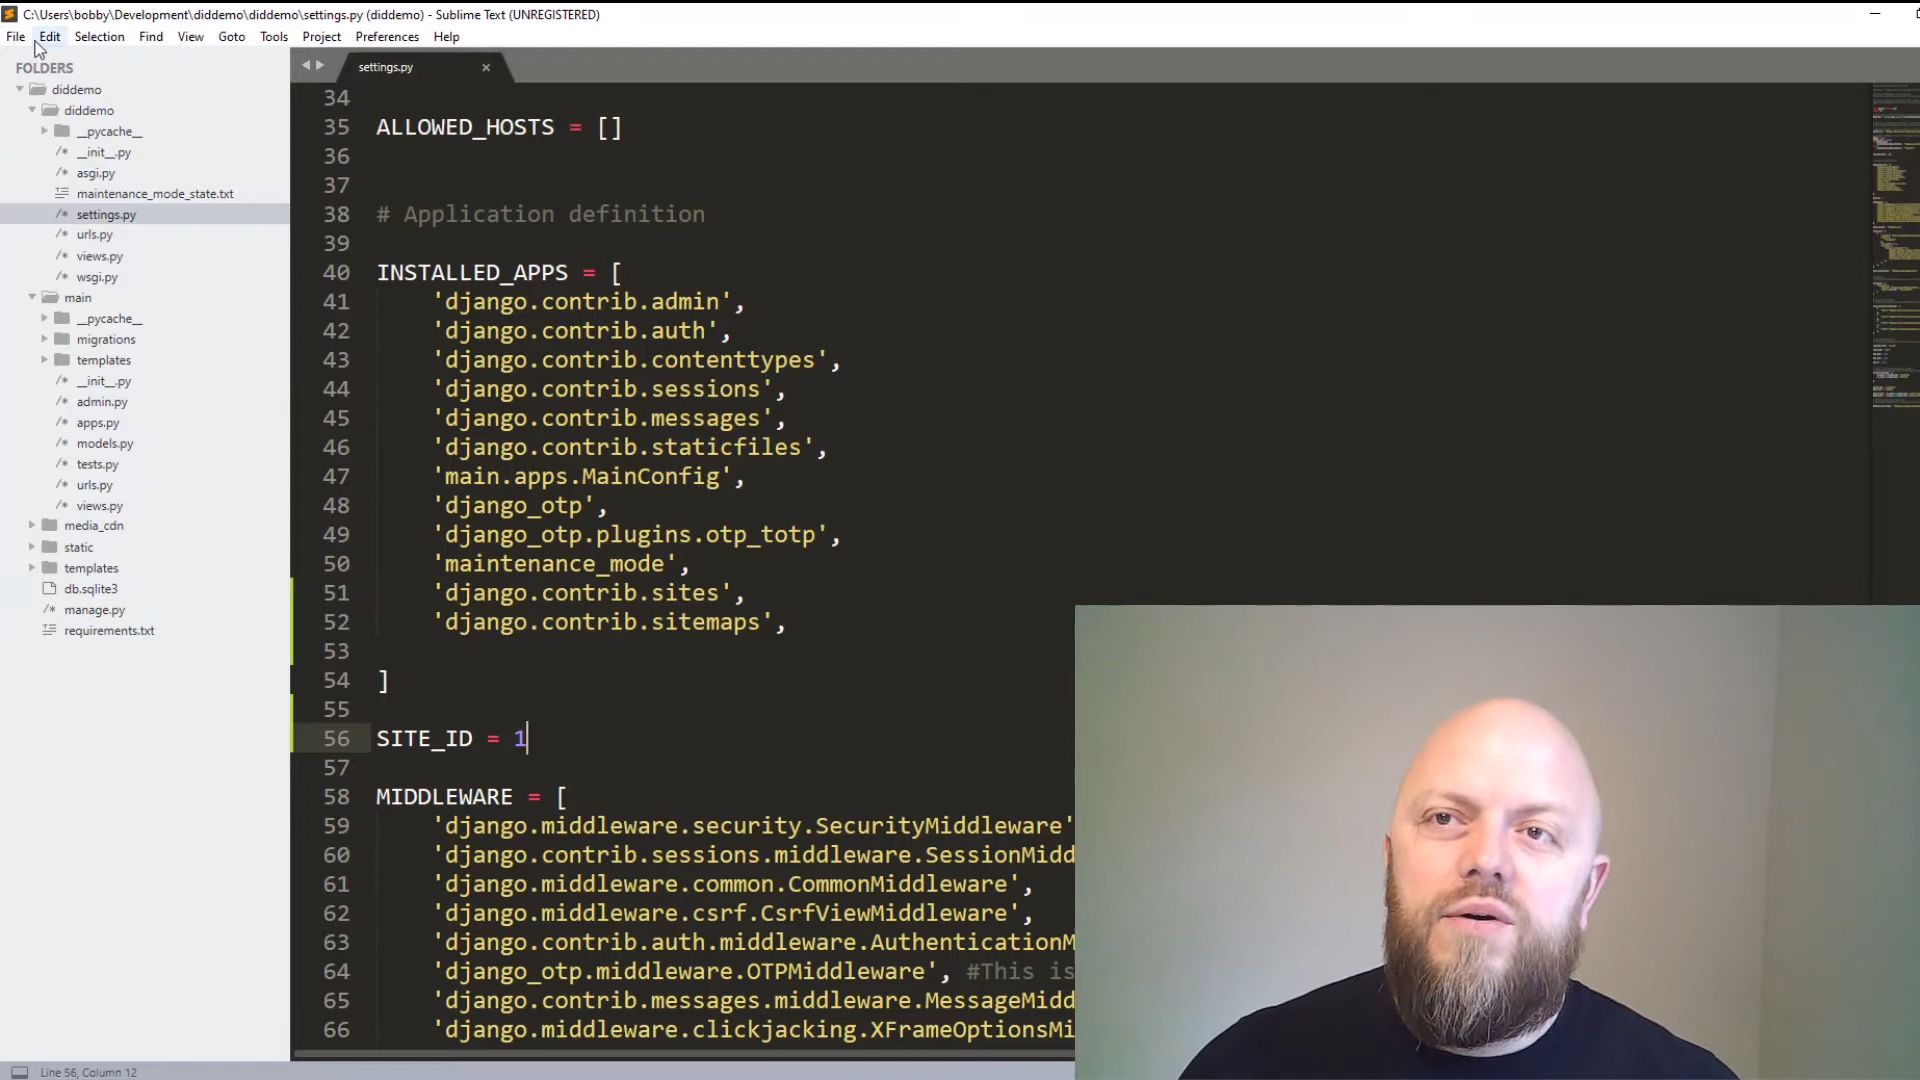 C:\Users\bobby\Development\diddemo\diddemo\settings.py (diddemo) - Sublime Text (UNREGISTERED)
File Edit Selection Find View Goto Tools Project Preferences Help
FOLDERS
diddemo
diddemo
__pycache__
__init__.py
asgi.py
maintenance_mode_state.txt
settings.py
urls.py
views.py
wsgi.py
main
__pycache__
migrations
templates
__init__.py
admin.py
apps.py
models.py
tests.py
urls.py
views.py
media_cdn
static
templates
db.sqlite3
manage.py
requirements.txt
settings.py
34
35 ALLOWED_HOSTS = []
36
37
38 # Application definition
39
40 INSTALLED_APPS = [
41 'django.contrib.admin',
42 'django.contrib.auth',
43 'django.contrib.contenttypes',
44 'django.contrib.sessions',
45 'django.contrib.messages',
46 'django.contrib.staticfiles',
47 'main.apps.MainConfig',
48 'django_otp',
49 'django_otp.plugins.otp_totp',
50 'maintenance_mode',
51 'django.contrib.sites',
52 'django.contrib.sitemaps',
53
54 ]
55
56 SITE_ID = 1
57
58 MIDDLEWARE = [
59 'django.middleware.security.SecurityMiddleware'
60 'django.contrib.sessions.middleware.SessionMidd
61 'django.middleware.common.CommonMiddleware',
62 'django.middleware.csrf.CsrfViewMiddleware',
63 'django.contrib.auth.middleware.AuthenticationM
64 'django_otp.middleware.OTPMiddleware', #This is
65 'django.contrib.messages.middleware.MessageMidd
66 'django.middleware.clickjacking.XFrameOptionsMi
Line 56, Column 12